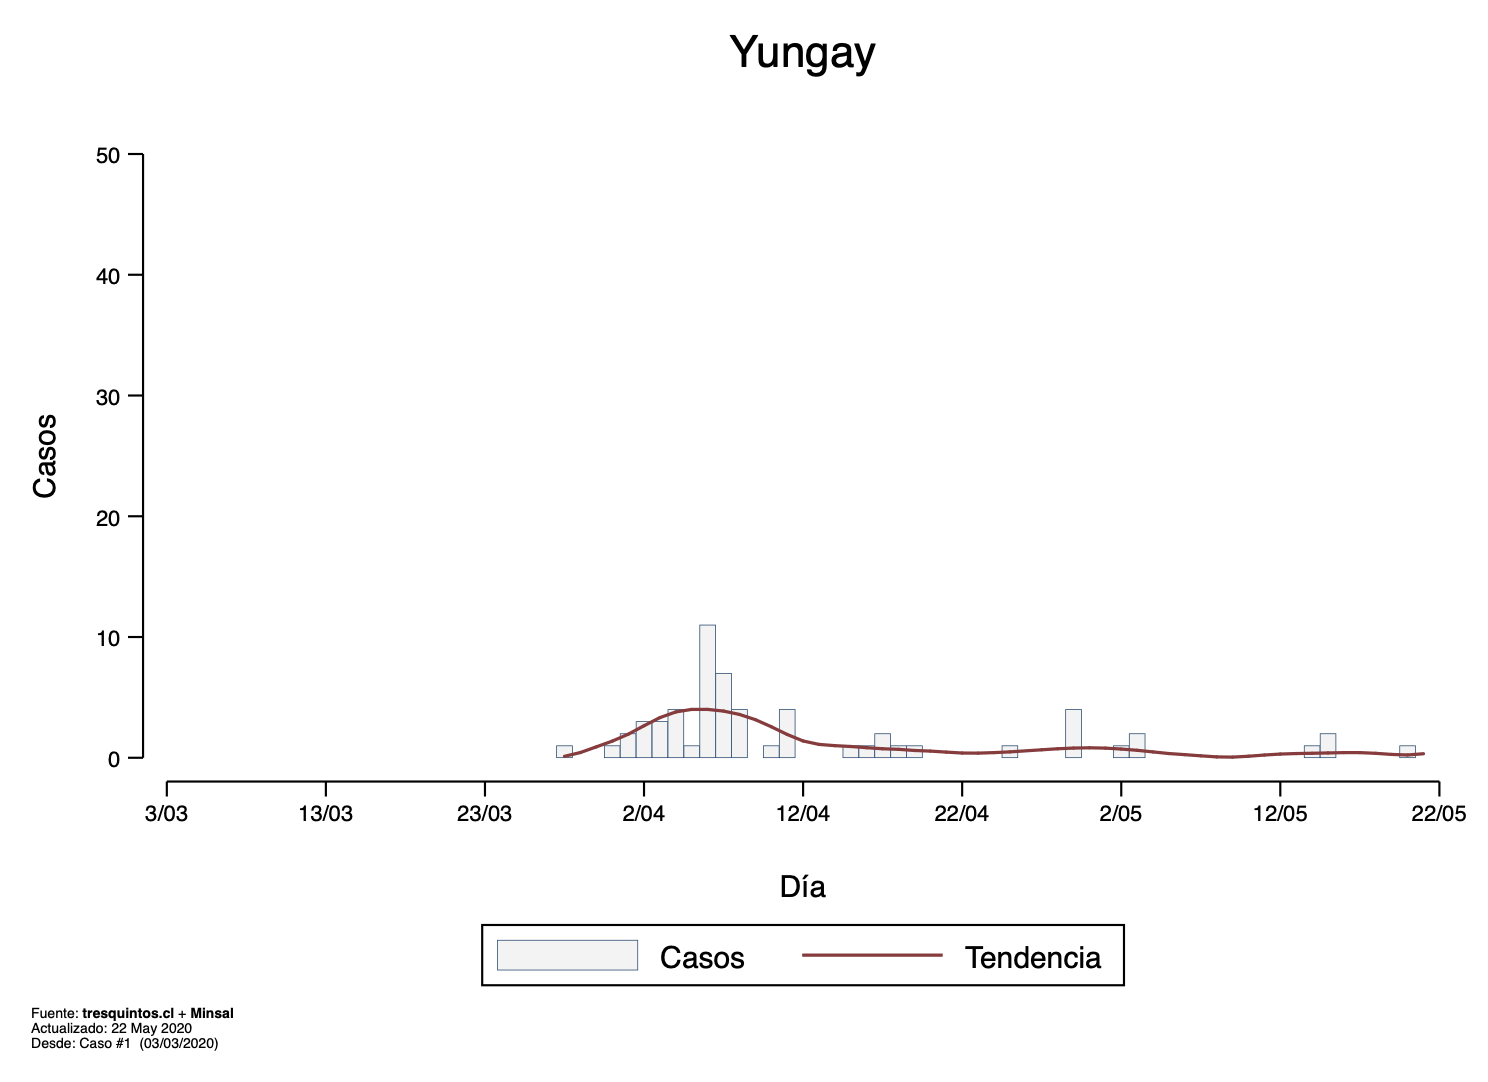 Yungay
50
40
30
20
10
0
Casos
3/03 13/03 23/03 2/04 12/04 22/04 2/05 12/05 22/05
Día
Casos Tendencia
Fuente: tresquintos.cl + Minsal
Actualizado: 22 May 2020
Desde: Caso #1 (03/03/2020)